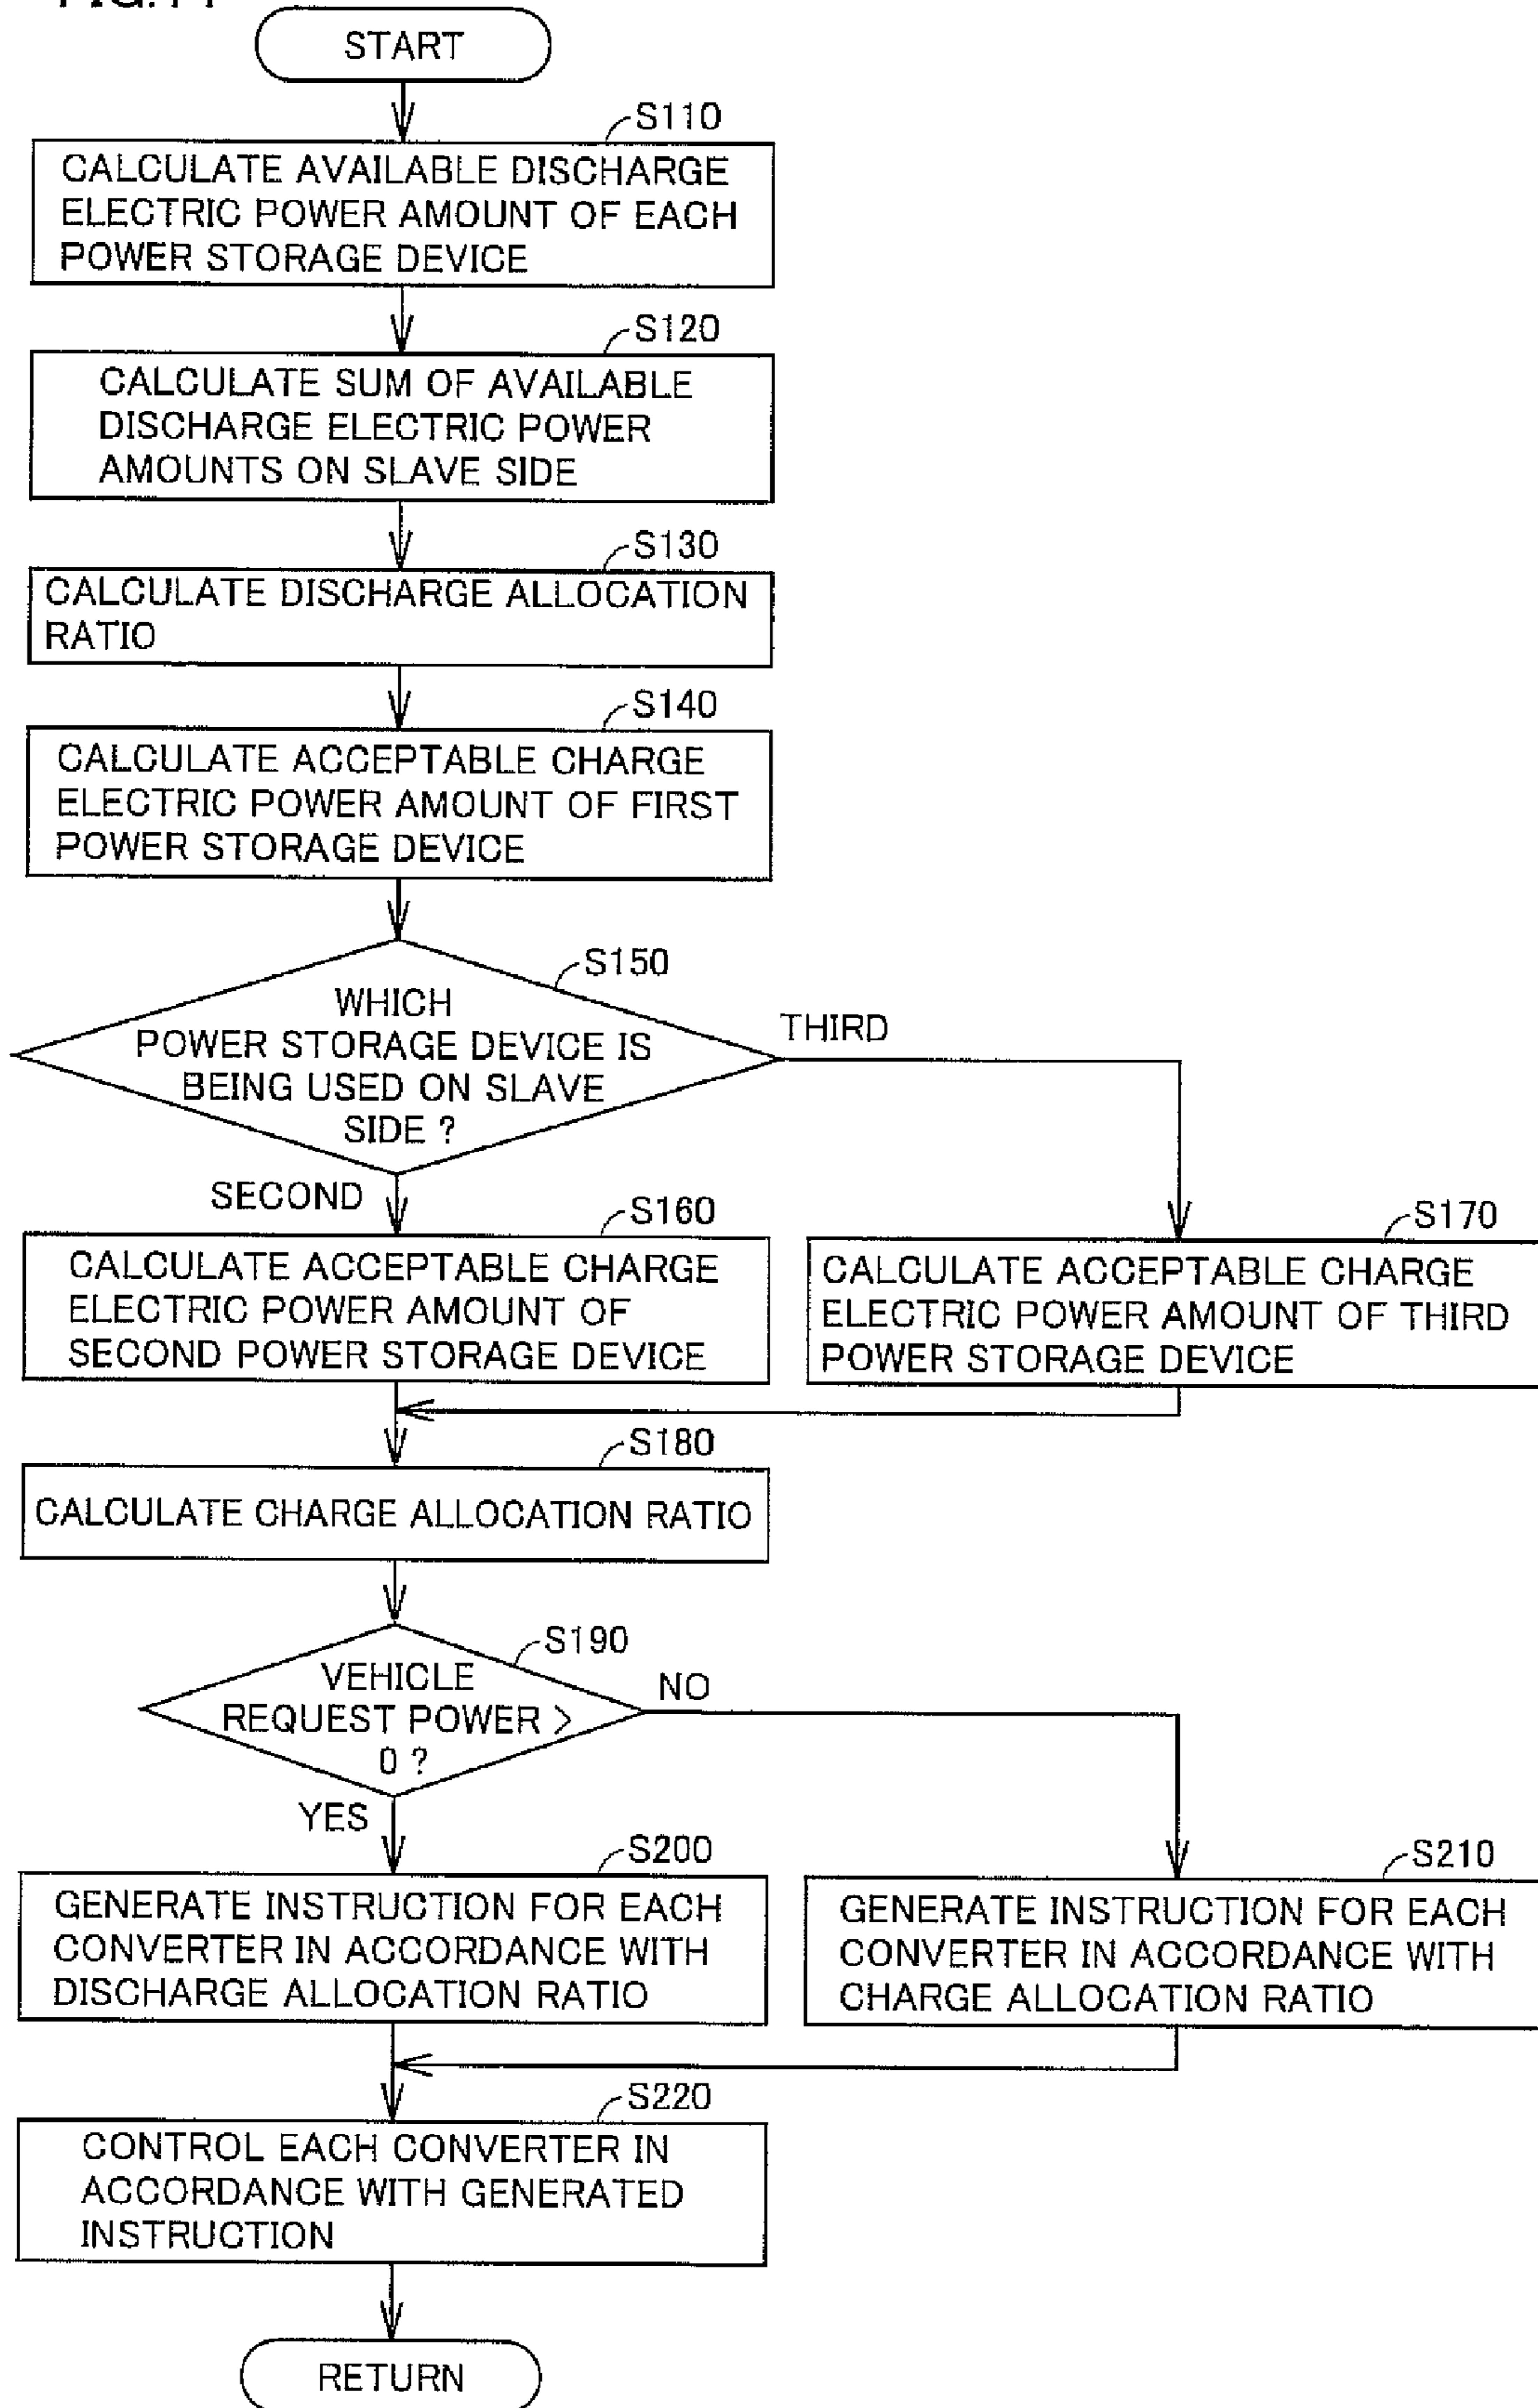 START
S110
CALCULATE AVAILABLE DISCHARGE
ELECTRIC POWER AMOUNT OF EACH
POWER STORAGE DEVICE
S120
CALCULATE SUM OF AVAILABLE
DISCHARGE ELECTRIC POWER
AMOUNTS ON SLAVE SIDE
S130
CALCULATE DISCHARGE ALLOCATION
RATIO
S140
CALCULATE ACCEPTABLE CHARGE
ELECTRIC POWER AMOUNT OF FIRST
POWER STORAGE DEVICE
S150
WHICH
POWER STORAGE DEVICE IS
BEING USED ON SLAVE
SIDE ?
THIRD
SECOND
S160
CALCULATE ACCEPTABLE CHARGE
ELECTRIC POWER AMOUNT OF
SECOND POWER STORAGE DEVICE
S170
CALCULATE ACCEPTABLE CHARGE
ELECTRIC POWER AMOUNT OF THIRD
POWER STORAGE DEVICE
S180
CALCULATE CHARGE ALLOCATION RATIO
S190
VEHICLE
REQUEST POWER >
0 ?
NO
YES
S200
GENERATE INSTRUCTION FOR EACH
CONVERTER IN ACCORDANCE WITH
DISCHARGE ALLOCATION RATIO
S210
GENERATE INSTRUCTION FOR EACH
CONVERTER IN ACCORDANCE WITH
CHARGE ALLOCATION RATIO
S220
CONTROL EACH CONVERTER IN
ACCORDANCE WITH GENERATED
INSTRUCTION
RETURN